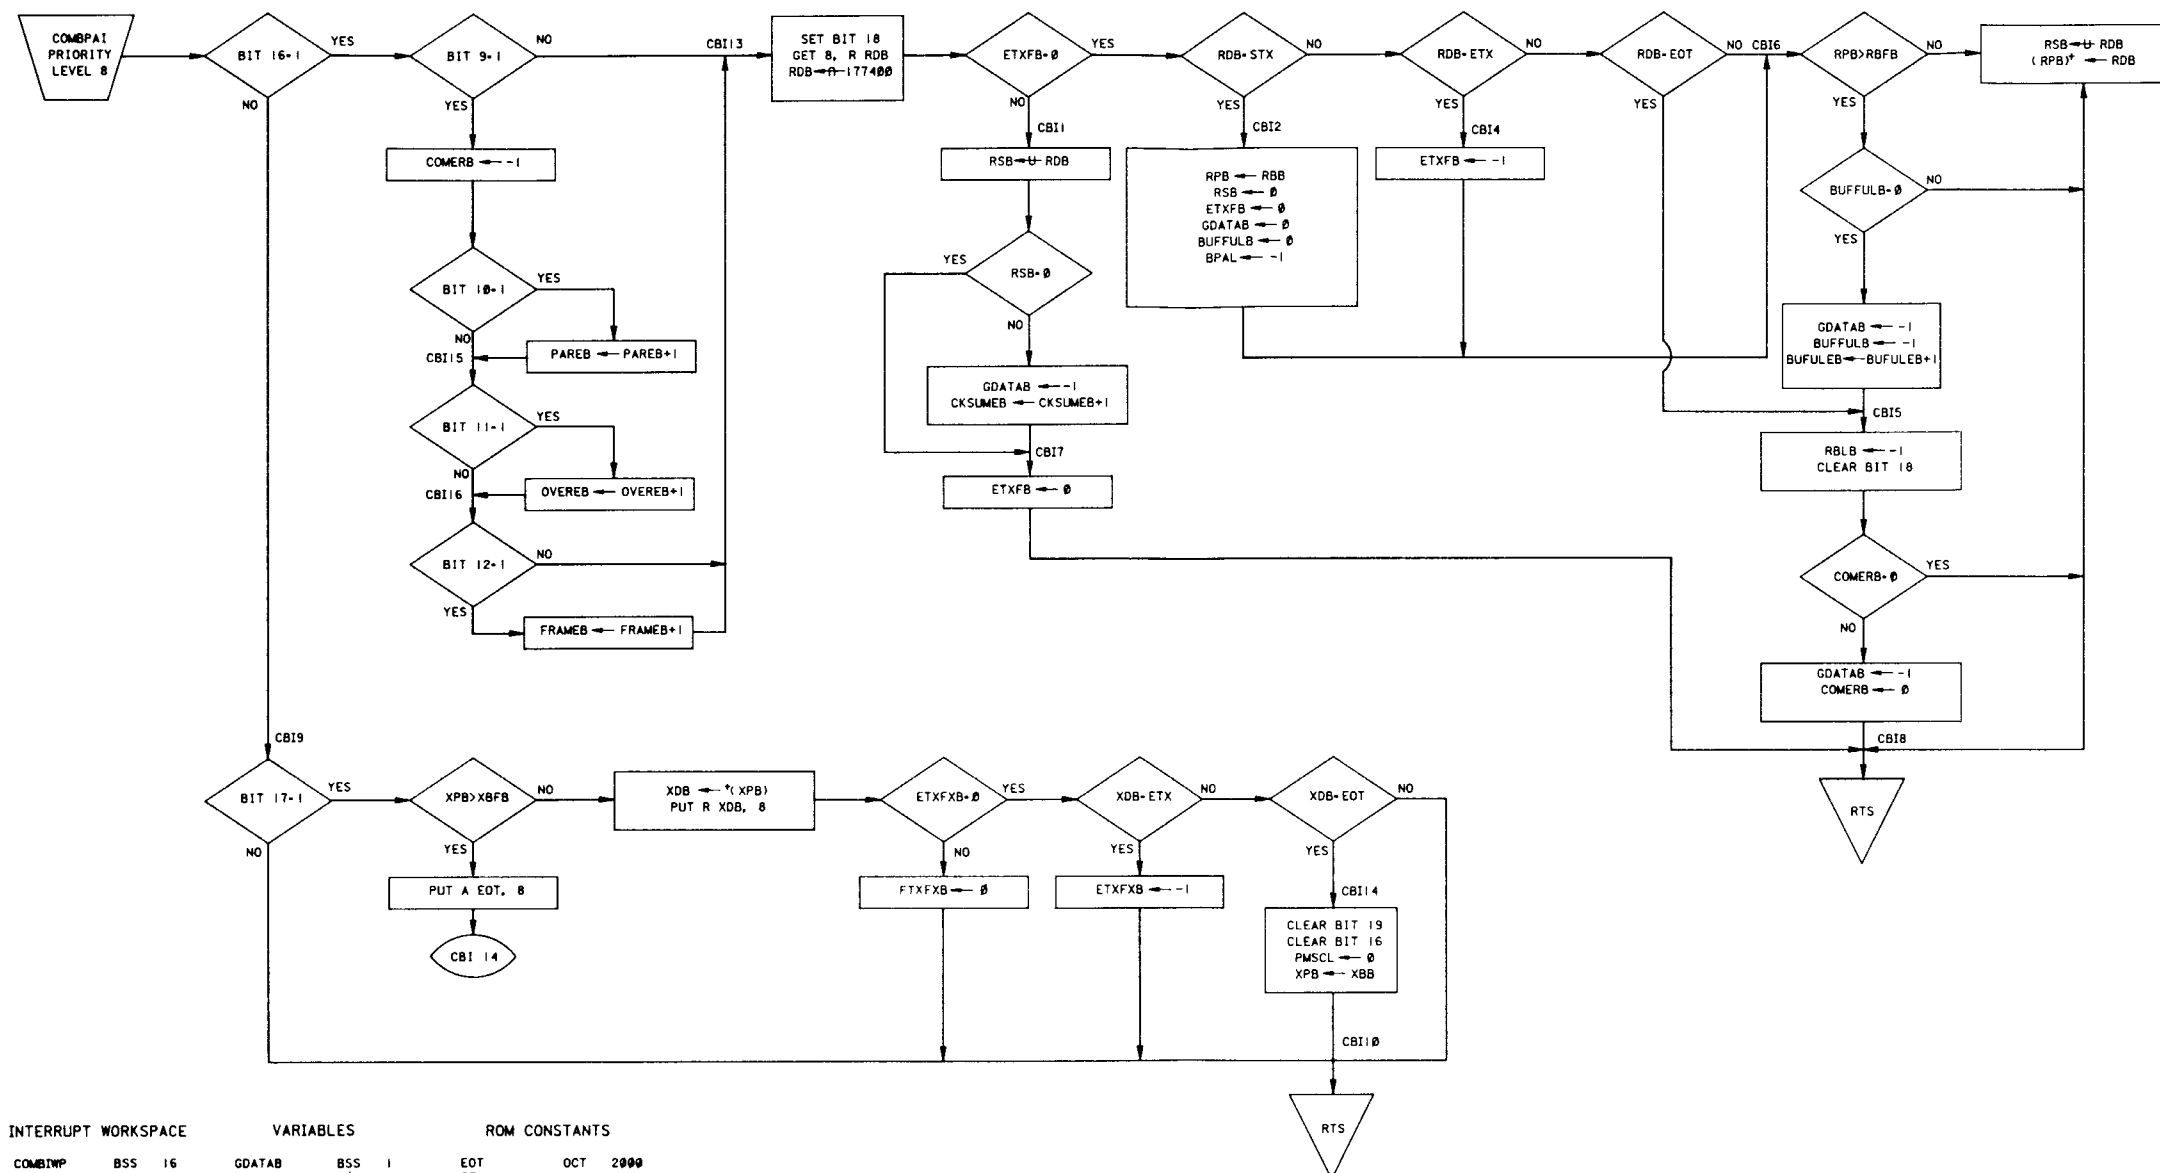 COMBPAI
PRIORITY
LEVEL 8
BIT 16=1
YES
NO
BIT 9=1
NO
YES
CBI13
COMERB ← -1
BIT 10=1
YES
NO
CBI15
PAREB ← PAREB+1
BIT 11=1
YES
NO
CBI16
OVEREB ← OVEREB+1
BIT 12=1
NO
YES
FRAMEB ← FRAMEB+1
SET BIT 18
GET 8, R RDB
RDB ← 177400
ETXFB=0
YES
NO
CBI1
RSB ← RDB
RSB=0
YES
NO
GDATAB ← -1
CKSUMEB ← CKSUMEB+1
CBI7
ETXFB ← 0
RDB=STX
NO
YES
CBI2
RPB ← RBB
RSB ← 0
ETXFB ← 0
GDATAB ← 0
BUFFULB ← 0
BPAL ← -1
RDB=ETX
NO
YES
CBI4
ETXFB ← -1
RDB=EOT
NO
YES
CBI6
RPB>RBFB
NO
YES
RSB ← RDB
(RPB)+ ← RDB
BUFFULB=0
NO
YES
GDATAB ← -1
BUFFULB ← -1
BUFULEB ← BUFULEB+1
CBI5
RBLB ← -1
CLEAR BIT 18
COMERB=0
YES
NO
GDATAB ← -1
COMERB ← 0
CBI8
RTS
CBI9
BIT 17=1
YES
NO
XPB>XBFB
NO
YES
PUT A EOT, 8
CBI 14
XDB ← +(XPB)
PUT R XDB, 8
ETXFXB=0
YES
NO
ETXFXB ← 0
XDB=ETX
NO
YES
ETXFXB ← -1
XDB=EOT
NO
YES
CBI14
CLEAR BIT 19
CLEAR BIT 16
PMSCL ← 0
XPB ← XBB
CBI10
RTS
INTERRUPT WORKSPACE VARIABLES ROM CONSTANTS
COMBIWP BSS 16 GDATAB BSS 1 EOT OCT 2000